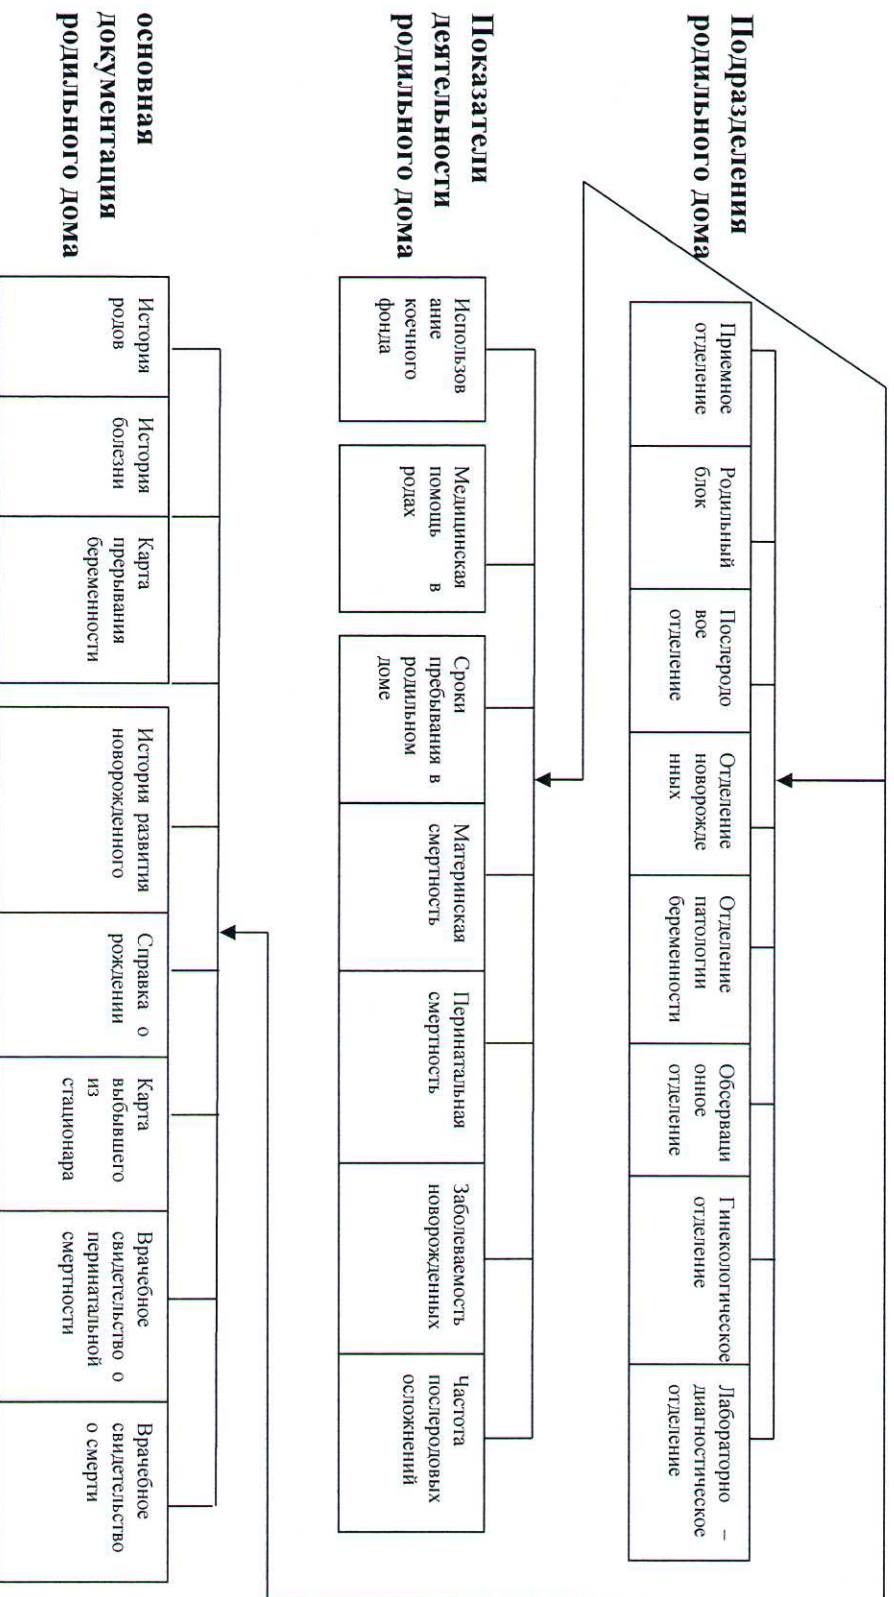 Подразделения
родильного дома
Приемное
отделение
Родильный
блок
Послеродо
вое
отделение
Отделение
новорожде
нных
Отделение
патологии
беременности
Обсерваци
онное
отделение
Гинекологическое
отделение
Лабораторно –
диагностическое
отделение
Показатели
деятельности
родильного дома
Использов
ание
коечного
фонда
Медицинская
помощь в
родах
Сроки
пребывания в
родильном
доме
Материнская
смертность
Перинатальная
смертность
Заболеваемость
новорожденных
Частота
послеродовых
осложнений
основная
документация
родильного дома
История
родов
История
болезни
Карта
прерывания
беременности
История развития
новорожденного
Справка о
рождении
Карта
выбывшего
из
стационара
Врачебное
свидетельство о
перинатальной
смертности
Врачебное
свидетельство
о смерти